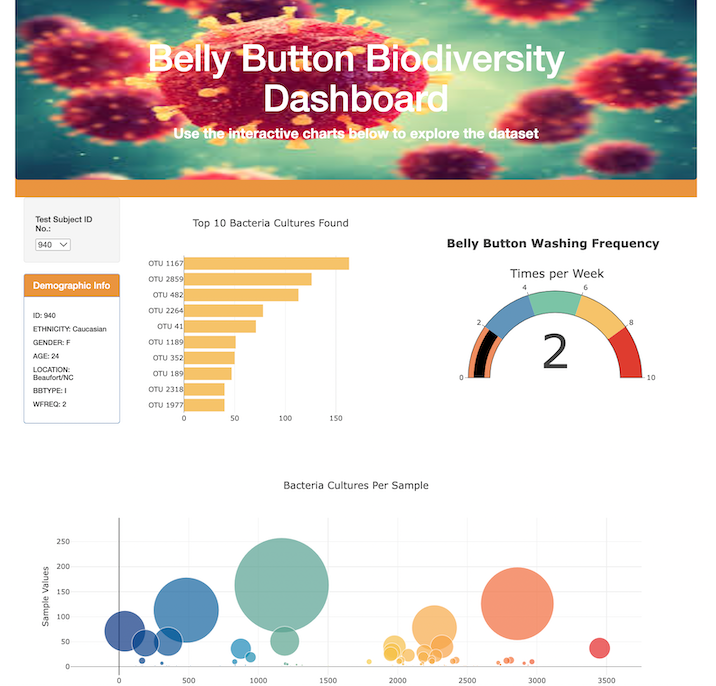 Belly Button Biodiversity
Dashboard
Use the interactive charts below to explore the dataset
Test Subject ID
No.:
940
Demographic Info
ID: 940
ETHNICITY: Caucasian
GENDER: F
AGE: 24
LOCATION:
Beaufort/NC
BBTYPE: I
WFREQ: 2
Top 10 Bacteria Cultures Found
OTU 1167
OTU 2859
OTU 482
OTU 2264
OTU 41
OTU 1189
OTU 352
OTU 189
OTU 2318
OTU 1977
0 50 100 150
Belly Button Washing Frequency
Times per Week
0 2 4 6 8 10
2
Bacteria Cultures Per Sample
Sample Values
250
200
150
100
50
0
0 500 1000 1500 2000 2500 3000 3500